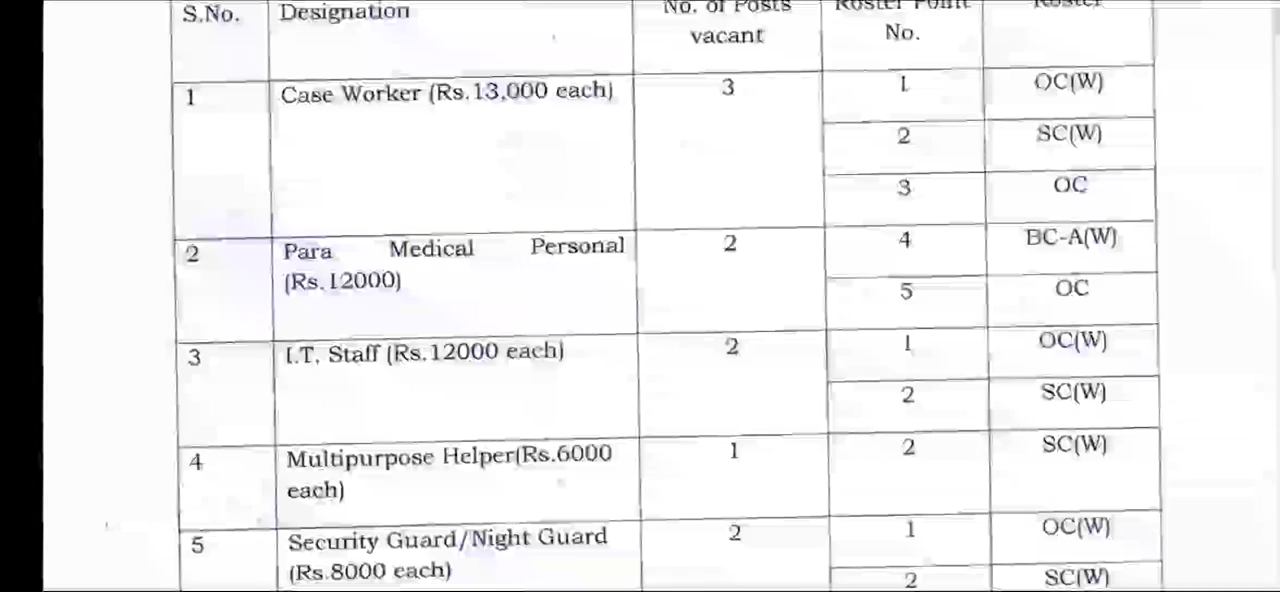 S.No. Designation No. of Posts vacant Roster Point No. Roster
1 Case Worker (Rs.13,000 each) 3 1 OC(W)
2 SC(W)
3 OC
2 Para Medical Personal 2 4 BC-A(W)
(Rs.12000)
5 OC
3 I.T. Staff (Rs.12000 each) 2 1 OC(W)
2 SC(W)
4 Multipurpose Helper(Rs.6000 1 2 SC(W)
each)
5 Security Guard/Night Guard 2 1 OC(W)
(Rs.8000 each)
2 SC(W)